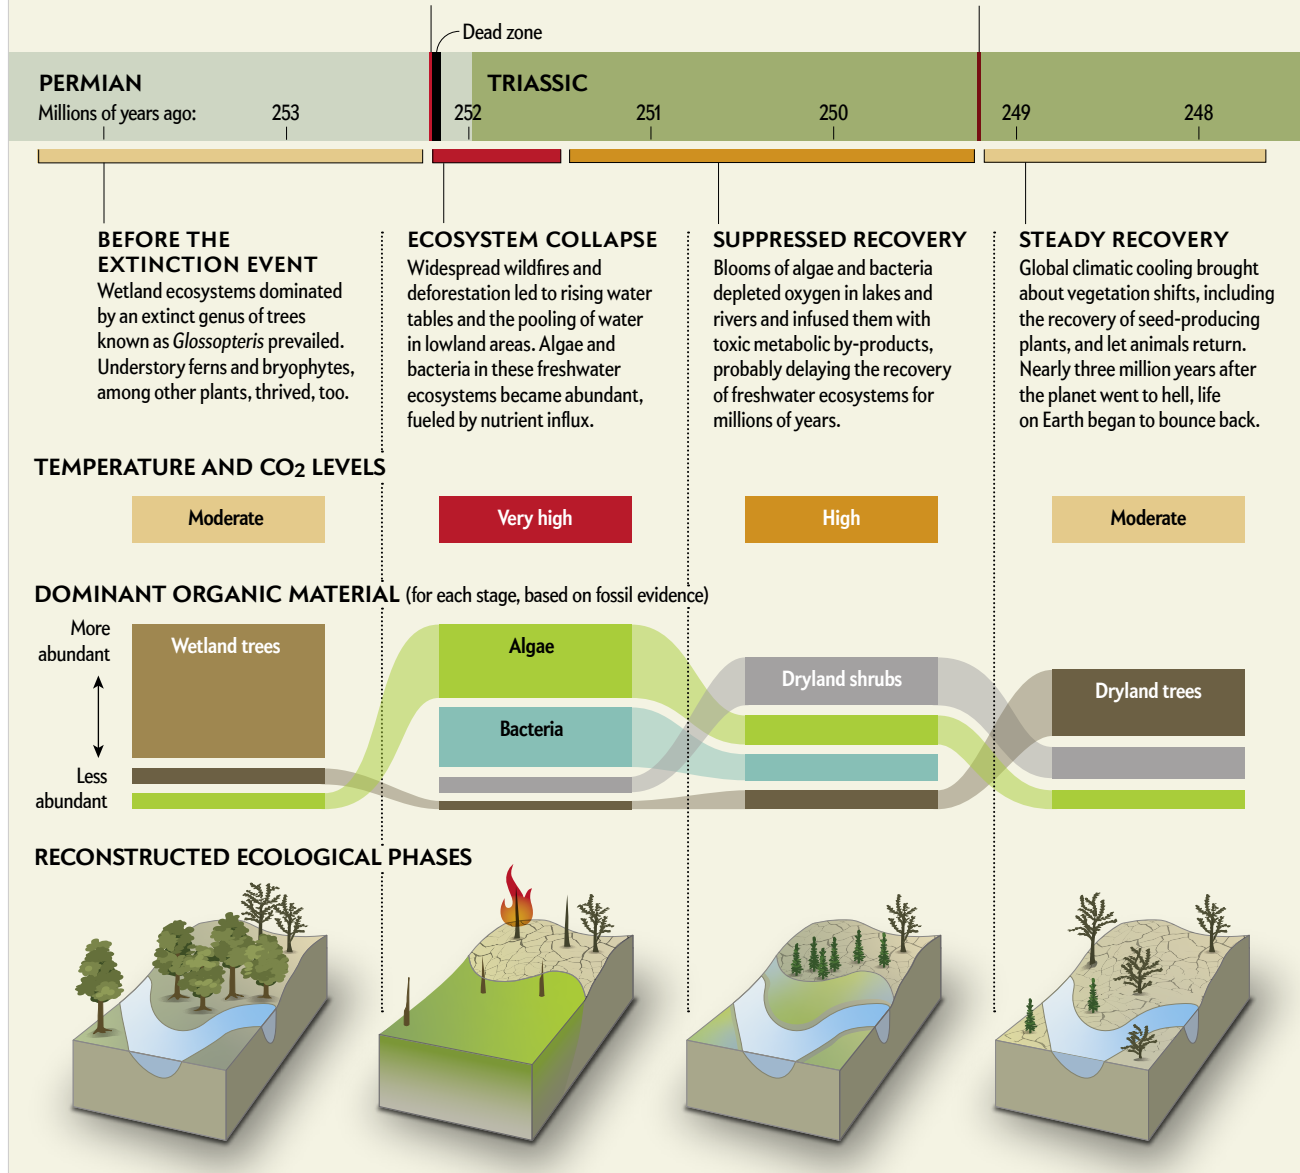 Dead zone
PERMIAN
TRIASSIC
Millions of years ago:
253
252
251
250
249
248
BEFORE THE
EXTINCTION EVENT
Wetland ecosystems dominated
by an extinct genus of trees
known as Glossopteris prevailed.
Understory ferns and bryophytes,
among other plants, thrived, too.
ECOSYSTEM COLLAPSE
Widespread wildfires and
deforestation led to rising water
tables and the pooling of water
in lowland areas. Algae and
bacteria in these freshwater
ecosystems became abundant,
fueled by nutrient influx.
SUPPRESSED RECOVERY
Blooms of algae and bacteria
depleted oxygen in lakes and
rivers and infused them with
toxic metabolic by-products,
probably delaying the recovery
of freshwater ecosystems for
millions of years.
STEADY RECOVERY
Global climatic cooling brought
about vegetation shifts, including
the recovery of seed-producing
plants, and let animals return.
Nearly three million years after
the planet went to hell, life
on Earth began to bounce back.
TEMPERATURE AND CO2 LEVELS
Moderate
Very high
High
Moderate
DOMINANT ORGANIC MATERIAL (for each stage, based on fossil evidence)
More
abundant
Less
abundant
Wetland trees
Algae
Bacteria
Dryland shrubs
Dryland trees
RECONSTRUCTED ECOLOGICAL PHASES